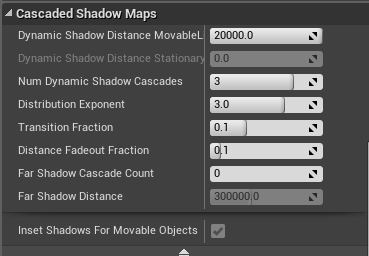 Cascaded Shadow Maps
Dynamic Shadow Distance MovableL 20000.0
Dynamic Shadow Distance Stationary 0.0
Num Dynamic Shadow Cascades 3
Distribution Exponent 3.0
Transition Fraction 0.1
Distance Fadeout Fraction 0.1
Far Shadow Cascade Count 0
Far Shadow Distance 300000.0
Inset Shadows For Movable Objects